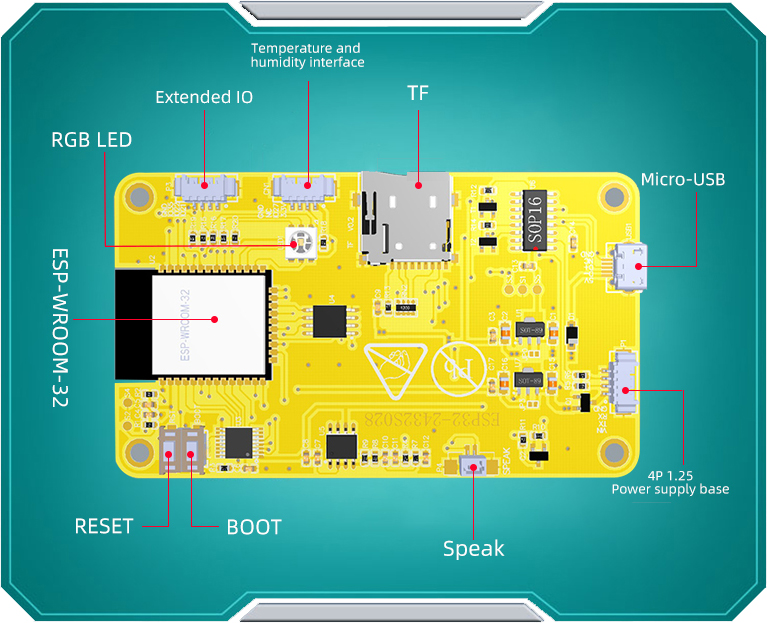 Temperature and
humidity interface
Extended IO
TF
RGB LED
Micro-USB
SOP16
ESP-WROOM-32
ESP-WROOM-32
ESP32-2432S028
SPEAK
4P 1.25
Power supply base
RESET
BOOT
Speak